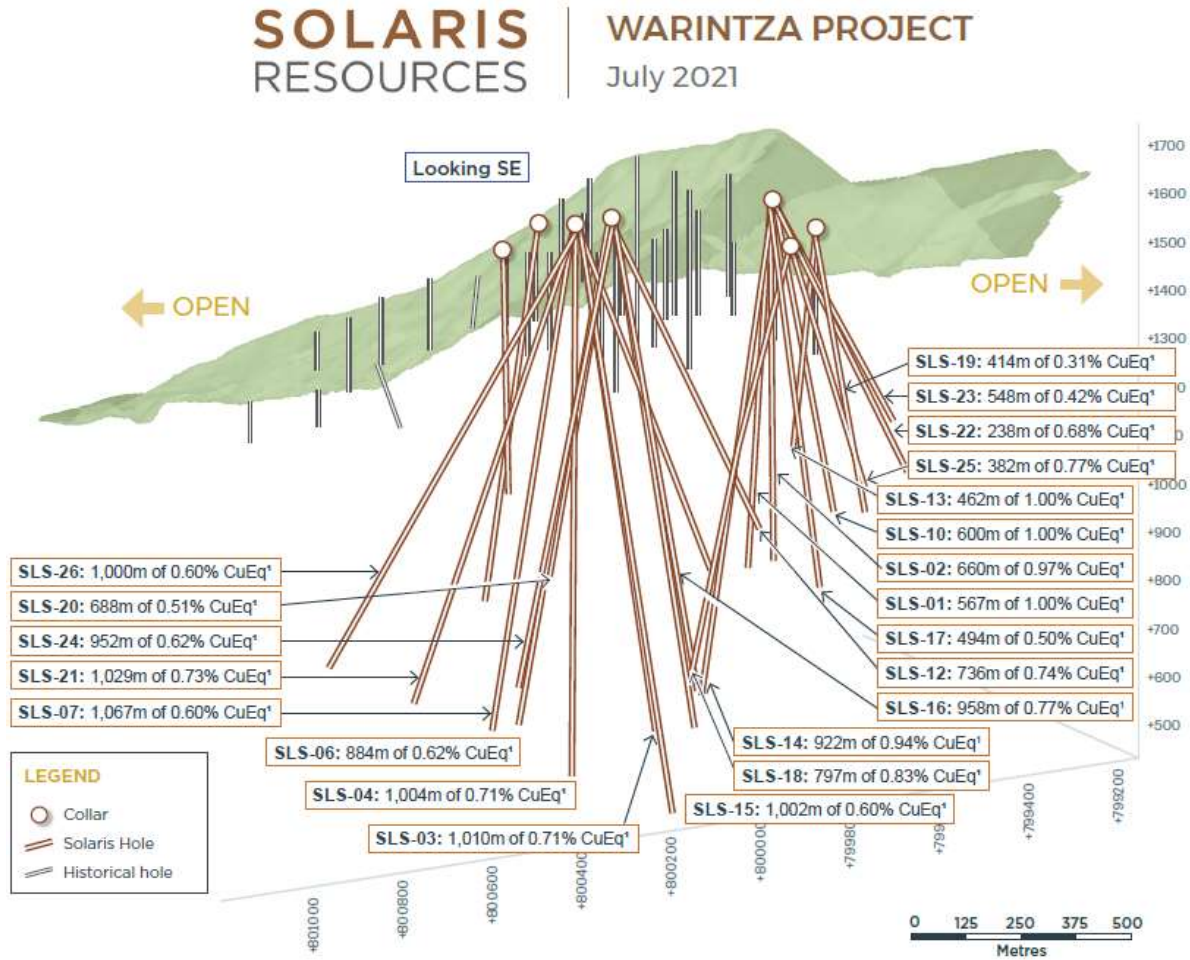 SOLARIS
RESOURCES
WARINTZA PROJECT
July 2021
Looking SE
OPEN
OPEN
+1700
+1600
+1500
+1400
+1300
+1000
+900
+800
+700
+600
+500
SLS-19: 414m of 0.31% CuEq¹
SLS-23: 548m of 0.42% CuEq¹
SLS-22: 238m of 0.68% CuEq¹
SLS-25: 382m of 0.77% CuEq¹
SLS-13: 462m of 1.00% CuEq¹
SLS-10: 600m of 1.00% CuEq¹
SLS-02: 660m of 0.97% CuEq¹
SLS-01: 567m of 1.00% CuEq¹
SLS-17: 494m of 0.50% CuEq¹
SLS-12: 736m of 0.74% CuEq¹
SLS-16: 958m of 0.77% CuEq¹
SLS-26: 1,000m of 0.60% CuEq¹
SLS-20: 688m of 0.51% CuEq¹
SLS-24: 952m of 0.62% CuEq¹
SLS-21: 1,029m of 0.73% CuEq¹
SLS-07: 1,067m of 0.60% CuEq¹
SLS-06: 884m of 0.62% CuEq¹
SLS-04: 1,004m of 0.71% CuEq¹
SLS-03: 1,010m of 0.71% CuEq¹
SLS-14: 922m of 0.94% CuEq¹
SLS-18: 797m of 0.83% CuEq¹
SLS-15: 1,002m of 0.60% CuEq¹
LEGEND
Collar
Solaris Hole
Historical hole
+801000
+800800
+800600
+800400
+800200
+800000
+799400
+799200
0 125 250 375 500
Metres